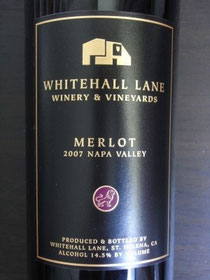 WHITEHALL LANE
WINERY & VINEYARDS
MERLOT
2007 NAPA VALLEY
PRODUCED & BOTTLED BY
WHITEHALL LANE, ST. HELENA, CA
ALCOHOL 14.5% BY VOLUME